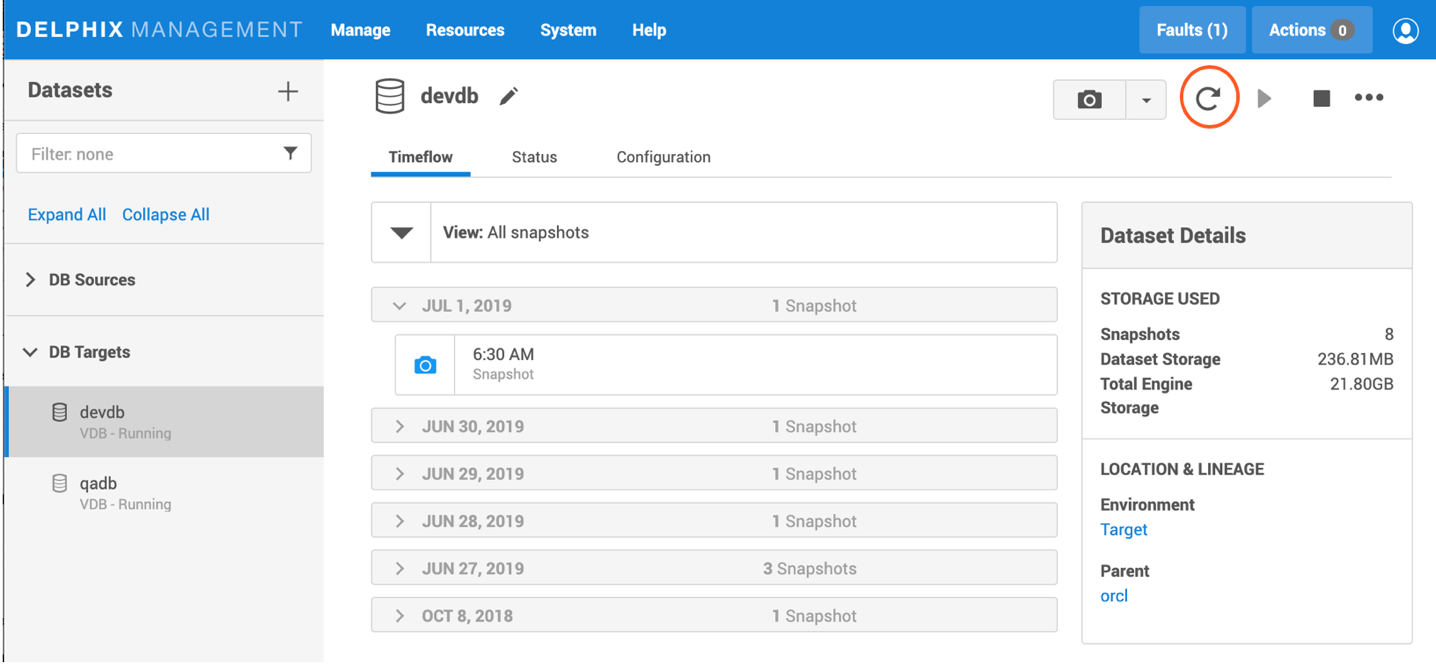 DELPHIX MANAGEMENT Manage Resources System Help Faults (1) Actions 0
Datasets
Filter: none
Expand All Collapse All
DB Sources
DB Targets
devdb
VDB - Running
qadb
VDB - Running
devdb
Timeflow Status Configuration
View: All snapshots
JUL 1, 2019 1 Snapshot
6:30 AM
Snapshot
JUN 30, 2019 1 Snapshot
JUN 29, 2019 1 Snapshot
JUN 28, 2019 1 Snapshot
JUN 27, 2019 3 Snapshots
OCT 8, 2018 1 Snapshot
Dataset Details
STORAGE USED
Snapshots 8
Dataset Storage 236.81MB
Total Engine 21.80GB
Storage
LOCATION & LINEAGE
Environment
Target
Parent
orcl